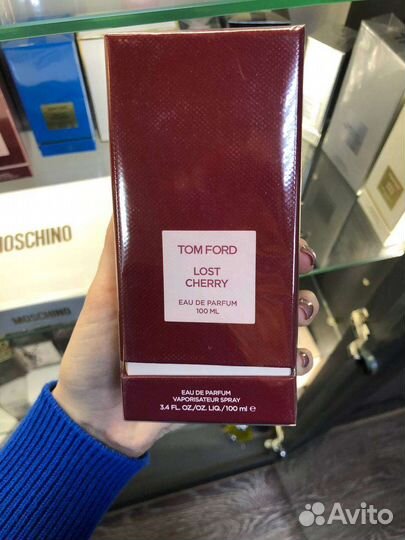 TOM FORD
LOST
CHERRY
EAU DE PARFUM
100 ML
EAU DE PARFUM
VAPORISATEUR SPRAY
3.4 FL. OZ./OZ. LIQ./100 ml ℮
MOSCHINO
MOSCHINO
Avito